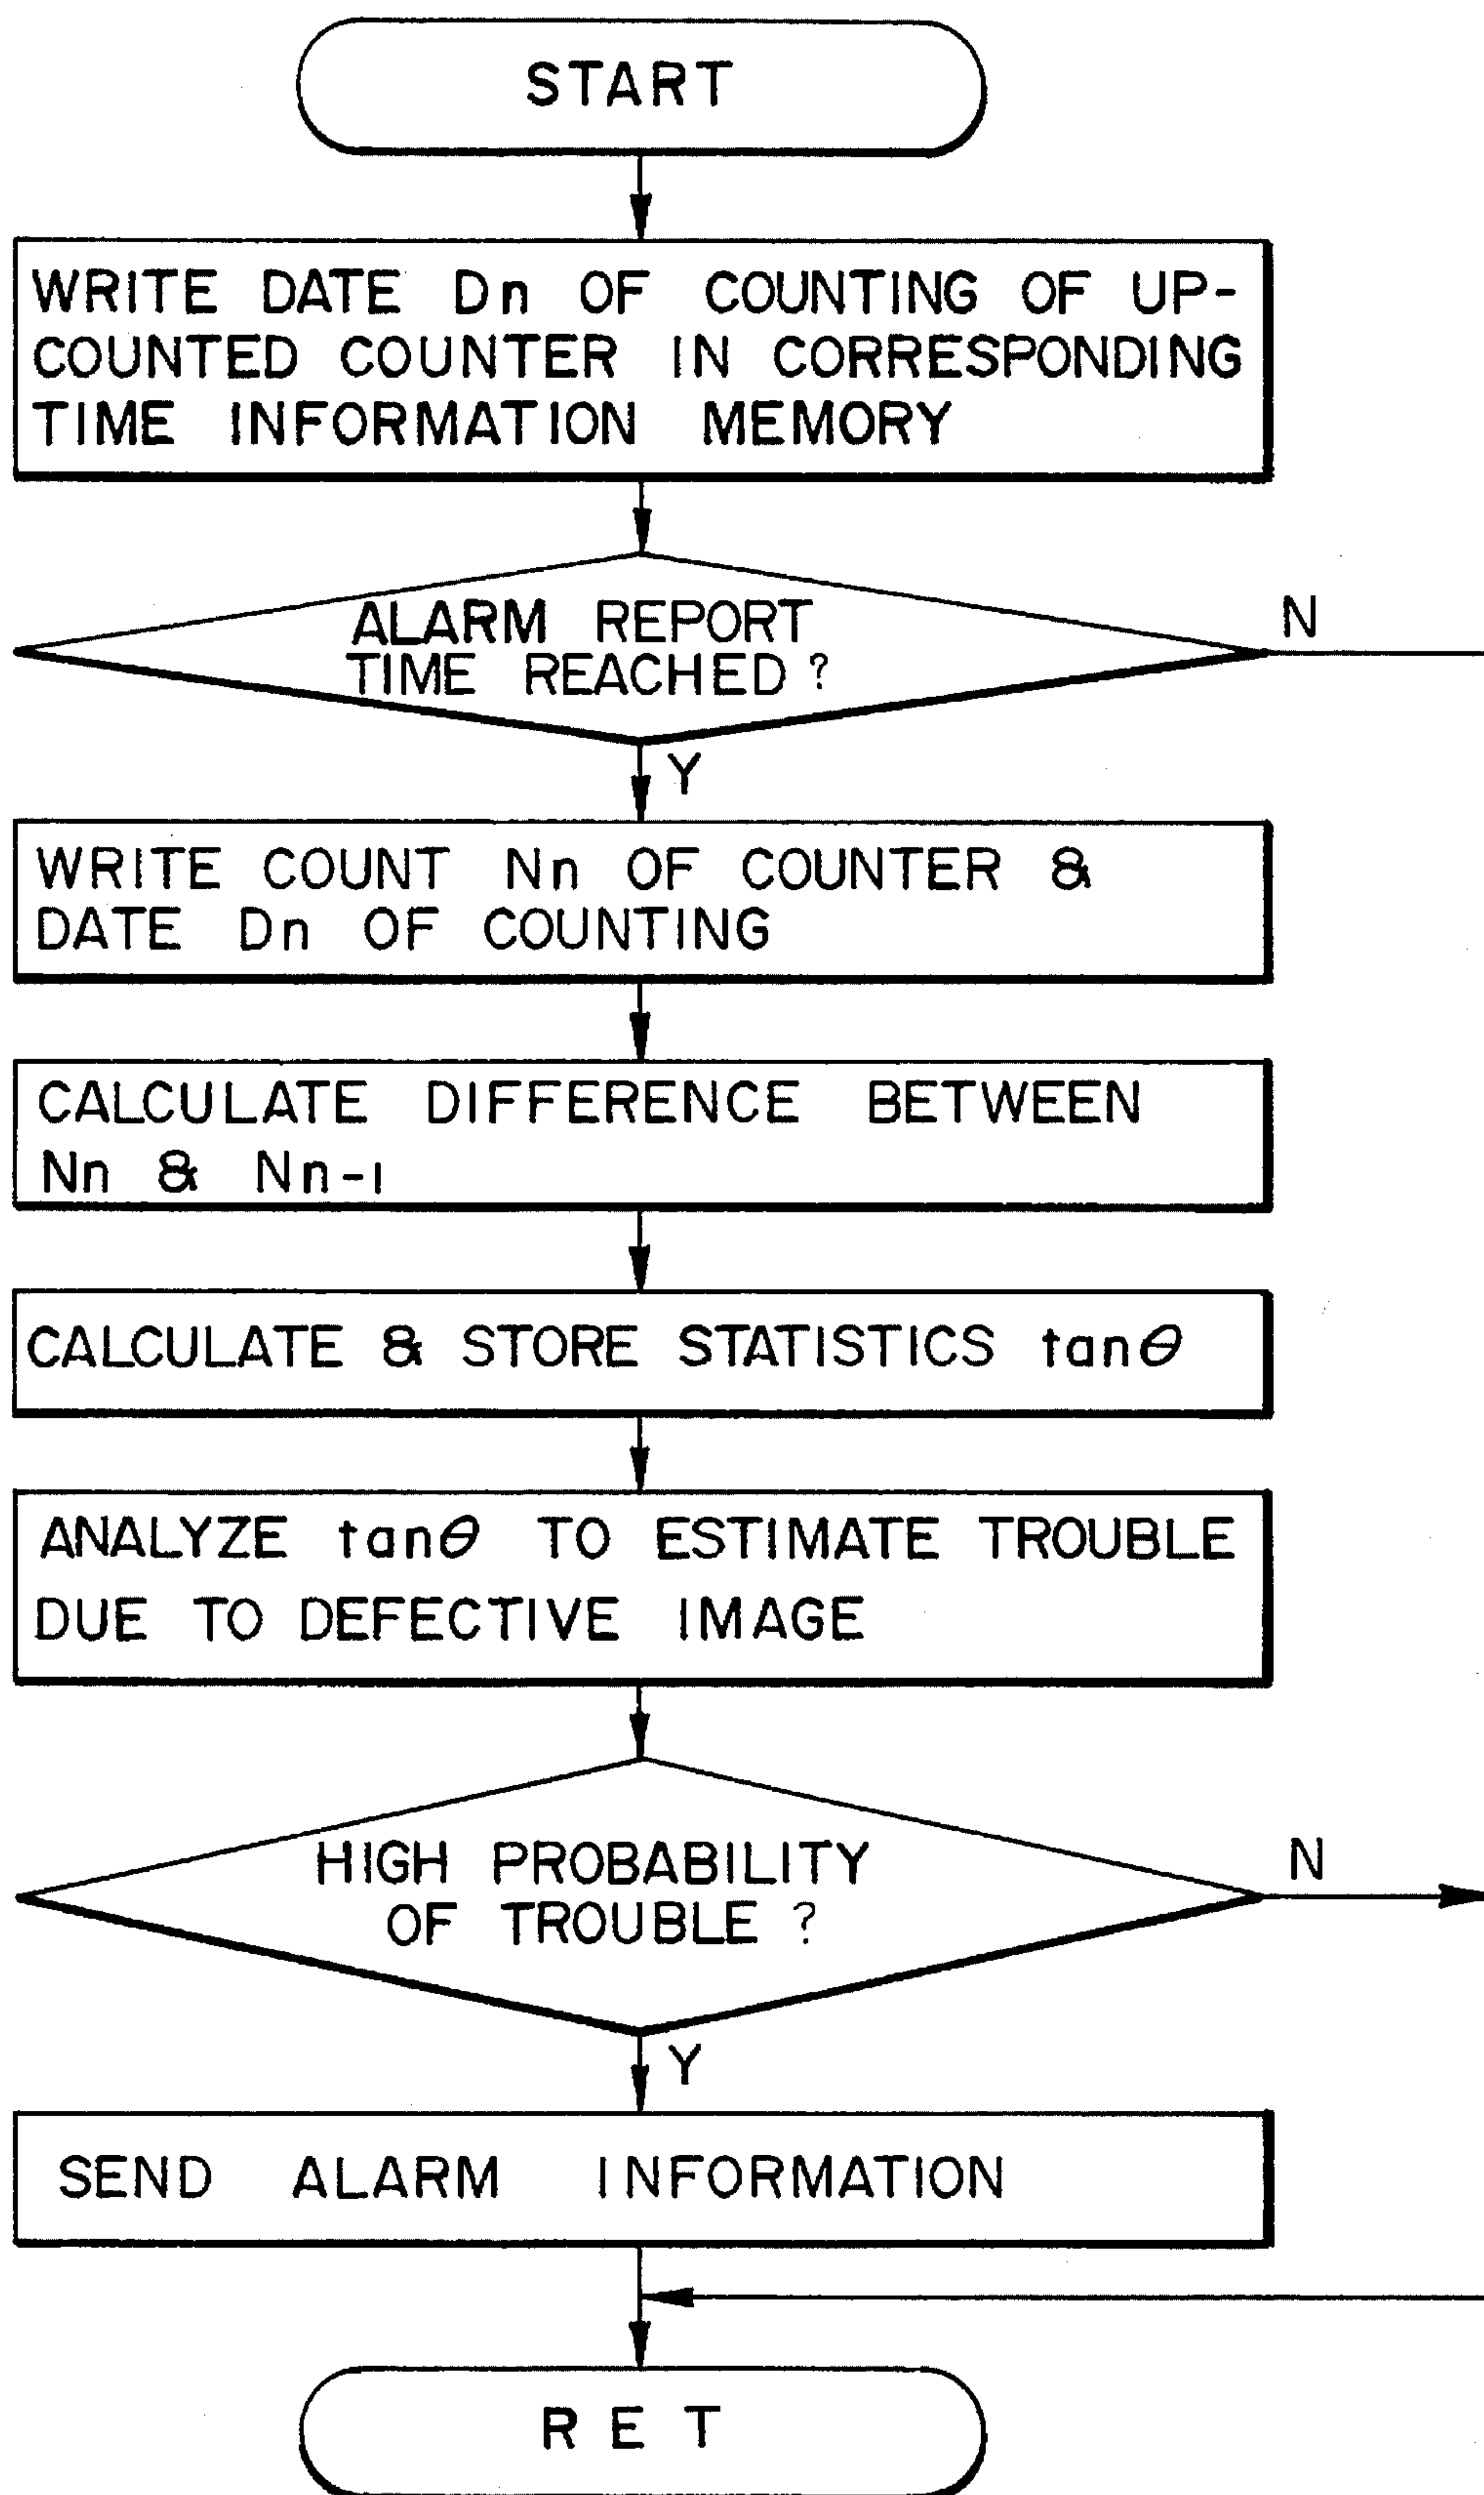 START
WRITE DATE Dn OF COUNTING OF UP-
COUNTED COUNTER IN CORRESPONDING
TIME INFORMATION MEMORY
ALARM REPORT
TIME REACHED?
N
Y
WRITE COUNT Nn OF COUNTER &
DATE Dn OF COUNTING
CALCULATE DIFFERENCE BETWEEN
Nn & Nn-1
CALCULATE & STORE STATISTICS tanθ
ANALYZE tanθ TO ESTIMATE TROUBLE
DUE TO DEFECTIVE IMAGE
HIGH PROBABILITY
OF TROUBLE ?
N
Y
SEND ALARM INFORMATION
RET